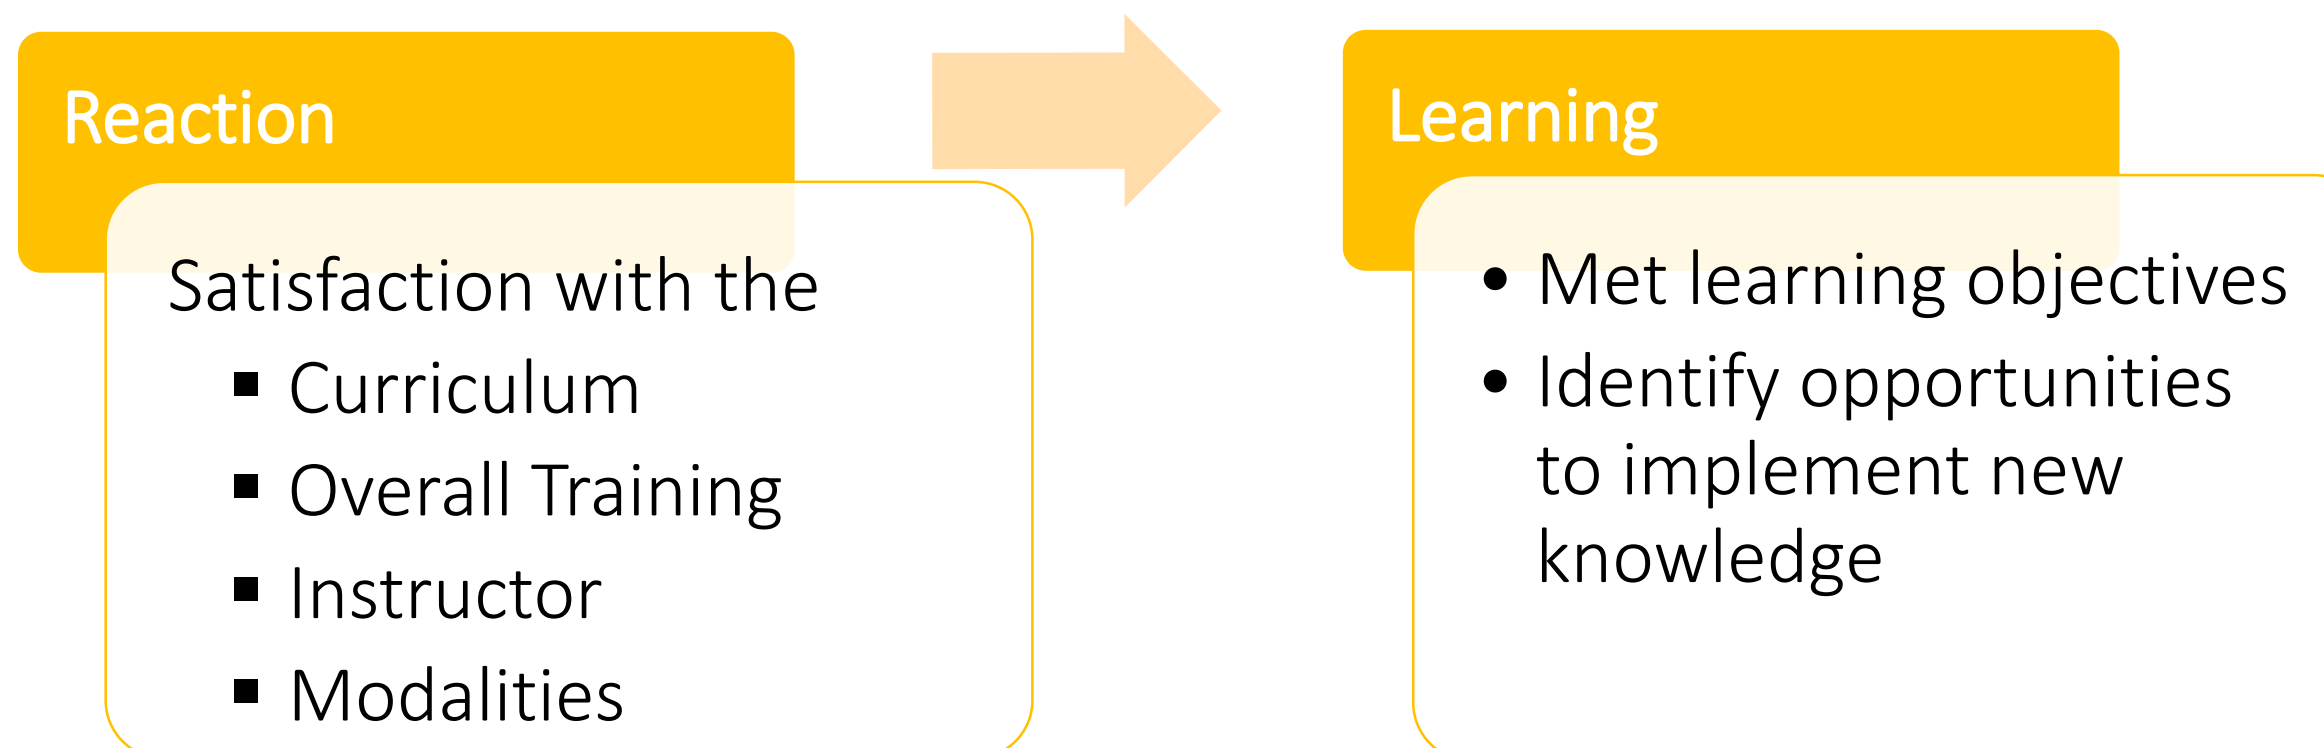 Reaction
Satisfaction with the
▪ Curriculum
▪ Overall Training
▪ Instructor
▪ Modalities
Learning
• Met learning objectives
• Identify opportunities
to implement new
knowledge